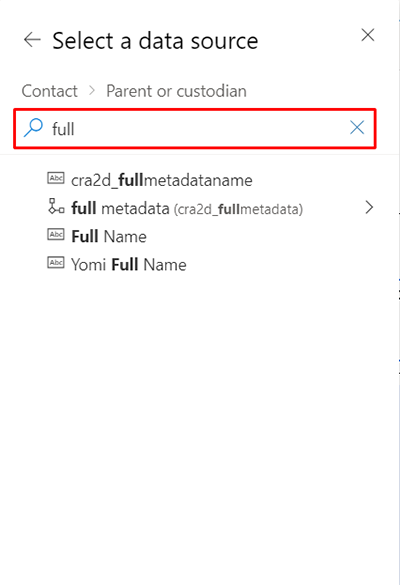 Select a data source
Contact > Parent or custodian
full
Abc cra2d_fullmetadataname
full metadata (cra2d_fullmetadata)
Abc Full Name
Abc Yomi Full Name